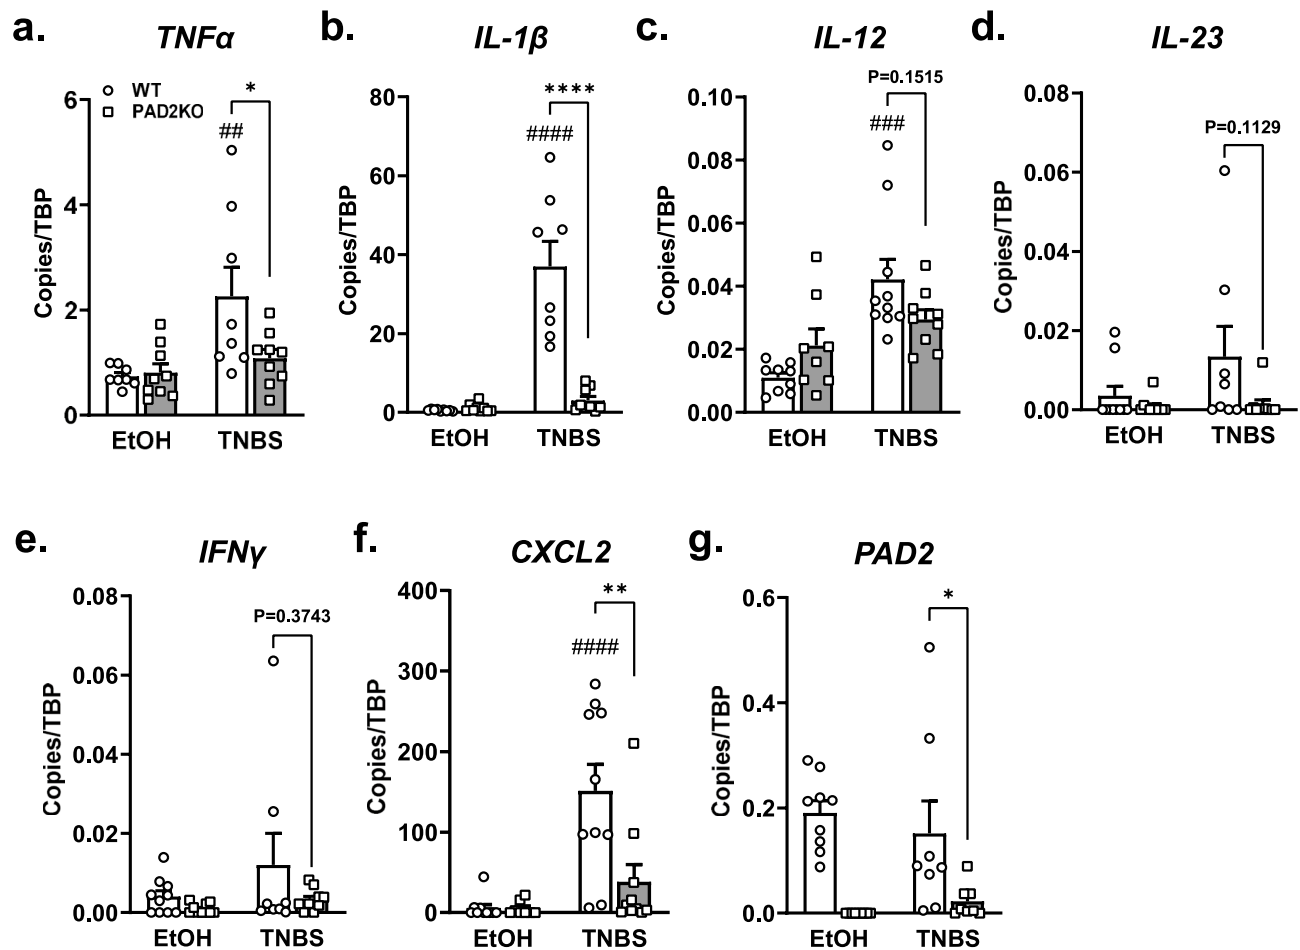 a.
TNFα
WT
PAD2KO
*
##
6
4
2
0
Copies/TBP
EtOH
TNBS
b.
IL-1β
****
####
80
60
40
20
0
Copies/TBP
EtOH
TNBS
c.
IL-12
P=0.1515
###
0.10
0.08
0.06
0.04
0.02
0.00
Copies/TBP
EtOH
TNBS
d.
IL-23
P=0.1129
0.08
0.06
0.04
0.02
0.00
Copies/TBP
EtOH
TNBS
e.
IFNγ
P=0.3743
0.08
0.06
0.04
0.02
0.00
Copies/TBP
EtOH
TNBS
f.
CXCL2
**
####
400
300
200
100
0
Copies/TBP
EtOH
TNBS
g.
PAD2
*
0.6
0.4
0.2
0.0
Copies/TBP
EtOH
TNBS